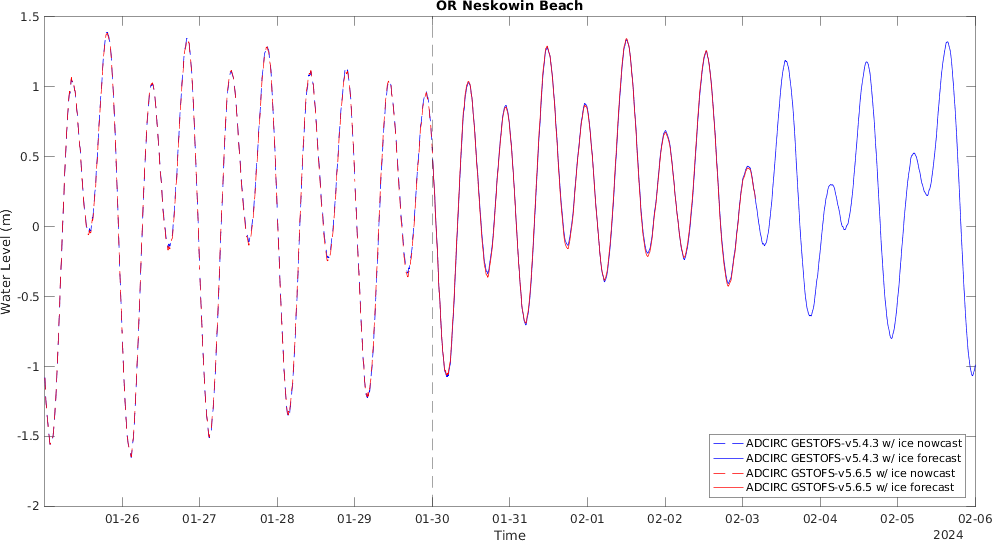 OR Neskowin Beach
1.5
1
0.5
0
-0.5
-1
-1.5
-2
Water Level (m)
01-26 01-27 01-28 01-29 01-30 01-31 02-01 02-02 02-03 02-04 02-05 02-06
Time
2024
ADCIRC GESTOFS-v5.4.3 w/ ice nowcast
ADCIRC GESTOFS-v5.4.3 w/ ice forecast
ADCIRC GSTOFS-v5.6.5 w/ ice nowcast
ADCIRC GSTOFS-v5.6.5 w/ ice forecast